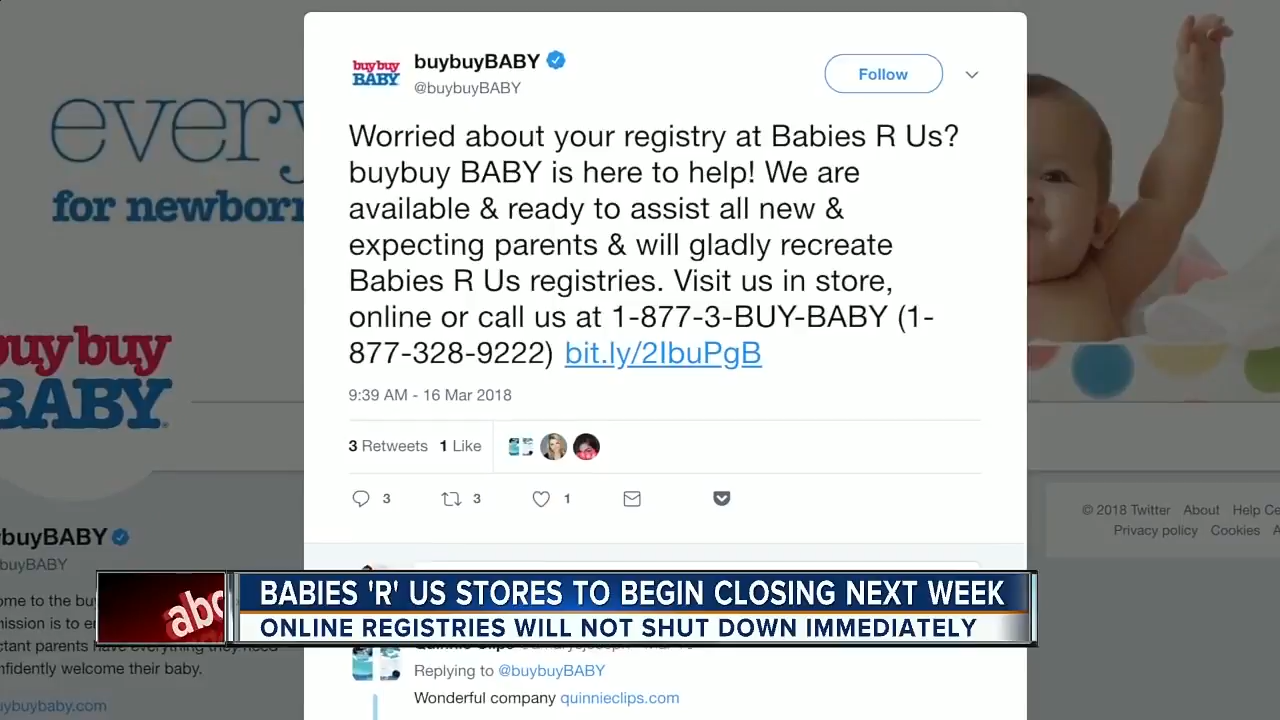 buybuy
BABY
buybuyBABY
@buybuyBABY
Follow
Worried about your registry at Babies R Us?
buybuy BABY is here to help! We are
available & ready to assist all new &
expecting parents & will gladly recreate
Babies R Us registries. Visit us in store,
online or call us at 1-877-3-BUY-BABY (1-
877-328-9222) bit.ly/2IbuPgB
9:39 AM - 16 Mar 2018
3 Retweets 1 Like
3 3 1
every
for newborn
buy buy
BABY
buyBABY
buyBABY
ome to the bu
mission is to e
ctant parents have everything they need
nfidently welcome their baby.
uybuybaby.com
© 2018 Twitter About Help Ce
Privacy policy Cookies A
abc
BABIES 'R' US STORES TO BEGIN CLOSING NEXT WEEK
ONLINE REGISTRIES WILL NOT SHUT DOWN IMMEDIATELY
Replying to @buybuyBABY
Wonderful company quinnieclips.com